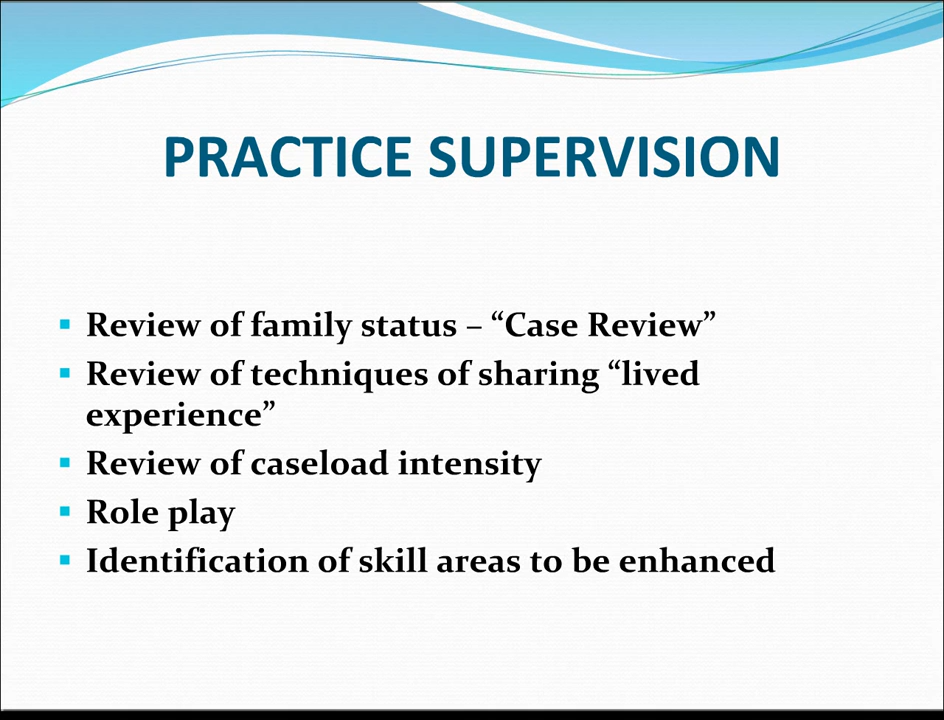 PRACTICE SUPERVISION
Review of family status – “Case Review”
Review of techniques of sharing “lived
experience”
Review of caseload intensity
Role play
Identification of skill areas to be enhanced